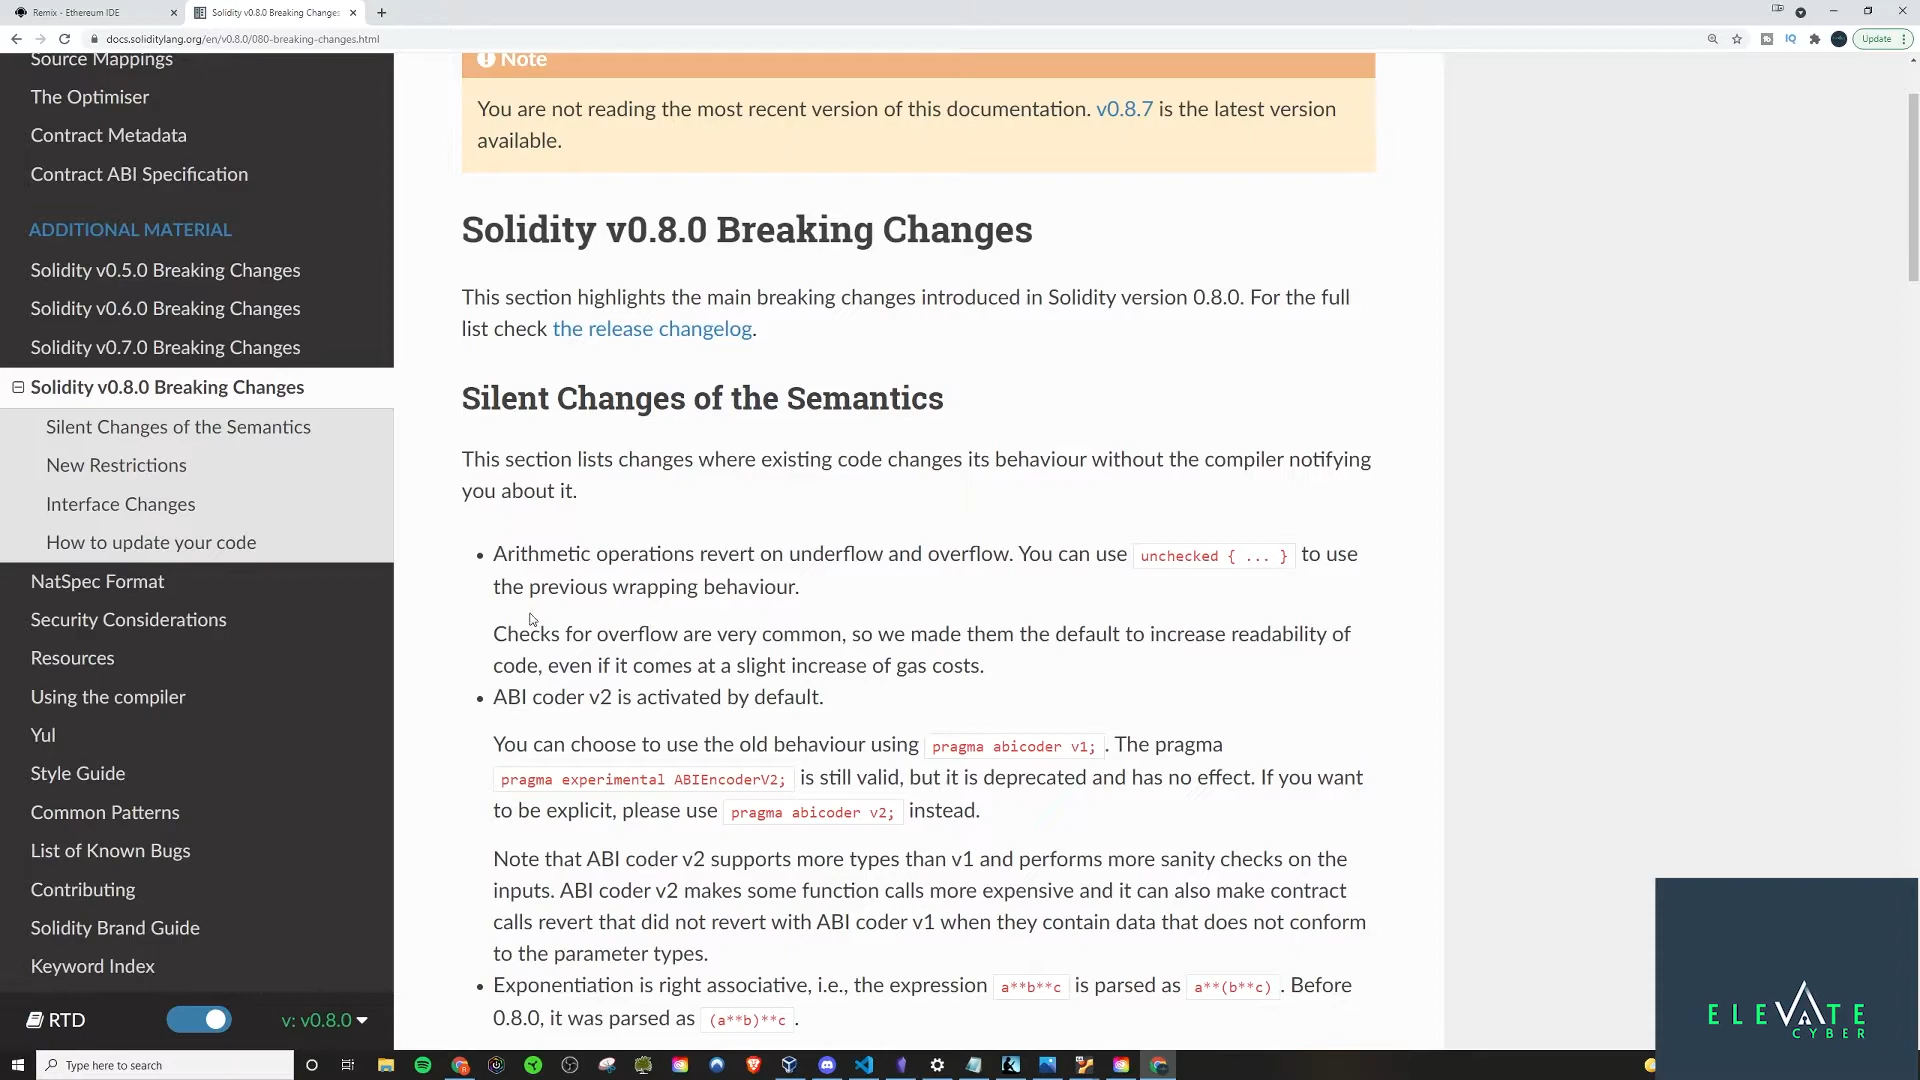 Remix - Ethereum IDE
Solidity v0.8.0 Breaking Changes
docs.soliditylang.org/en/v0.8.0/080-breaking-changes.html
IQ
Update
Source Mappings
The Optimiser
Contract Metadata
Contract ABI Specification
ADDITIONAL MATERIAL
Solidity v0.5.0 Breaking Changes
Solidity v0.6.0 Breaking Changes
Solidity v0.7.0 Breaking Changes
Solidity v0.8.0 Breaking Changes
Silent Changes of the Semantics
New Restrictions
Interface Changes
How to update your code
NatSpec Format
Security Considerations
Resources
Using the compiler
Yul
Style Guide
Common Patterns
List of Known Bugs
Contributing
Solidity Brand Guide
Keyword Index
RTD
v: v0.8.0
Note
You are not reading the most recent version of this documentation. v0.8.7 is the latest version
available.
Solidity v0.8.0 Breaking Changes
This section highlights the main breaking changes introduced in Solidity version 0.8.0. For the full
list check the release changelog.
Silent Changes of the Semantics
This section lists changes where existing code changes its behaviour without the compiler notifying
you about it.
• Arithmetic operations revert on underflow and overflow. You can use unchecked { ... } to use
the previous wrapping behaviour.
Checks for overflow are very common, so we made them the default to increase readability of
code, even if it comes at a slight increase of gas costs.
• ABI coder v2 is activated by default.
You can choose to use the old behaviour using pragma abicoder v1; . The pragma
pragma experimental ABIEncoderV2; is still valid, but it is deprecated and has no effect. If you want
to be explicit, please use pragma abicoder v2; instead.
Note that ABI coder v2 supports more types than v1 and performs more sanity checks on the
inputs. ABI coder v2 makes some function calls more expensive and it can also make contract
calls revert that did not revert with ABI coder v1 when they contain data that does not conform
to the parameter types.
• Exponentiation is right associative, i.e., the expression a**b**c is parsed as a**(b**c) . Before
0.8.0, it was parsed as (a**b)**c .
Type here to search
ELEVATE
CYBER